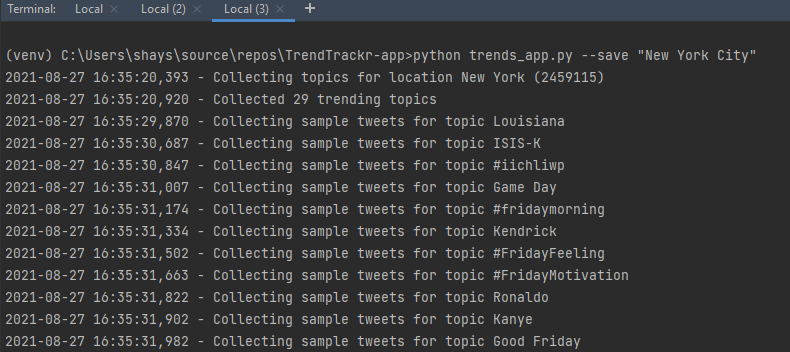 Terminal: Local × Local (2) × Local (3) × +
(venv) C:\Users\shays\source\repos\TrendTrackr-app>python trends_app.py --save "New York City"
2021-08-27 16:35:20,393 - Collecting topics for location New York (2459115)
2021-08-27 16:35:20,920 - Collected 29 trending topics
2021-08-27 16:35:29,870 - Collecting sample tweets for topic Louisiana
2021-08-27 16:35:30,687 - Collecting sample tweets for topic ISIS-K
2021-08-27 16:35:30,847 - Collecting sample tweets for topic #iichliwp
2021-08-27 16:35:31,007 - Collecting sample tweets for topic Game Day
2021-08-27 16:35:31,174 - Collecting sample tweets for topic #fridaymorning
2021-08-27 16:35:31,334 - Collecting sample tweets for topic Kendrick
2021-08-27 16:35:31,502 - Collecting sample tweets for topic #FridayFeeling
2021-08-27 16:35:31,663 - Collecting sample tweets for topic #FridayMotivation
2021-08-27 16:35:31,822 - Collecting sample tweets for topic Ronaldo
2021-08-27 16:35:31,902 - Collecting sample tweets for topic Kanye
2021-08-27 16:35:31,982 - Collecting sample tweets for topic Good Friday